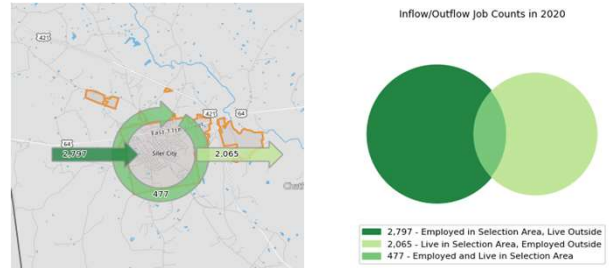 Inflow/Outflow Job Counts in 2020
421
421
64
East 11th
64
2,797
Siler City
2,065
477
2,797 - Employed in Selection Area, Live Outside
2,065 - Live in Selection Area, Employed Outside
477 - Employed and Live in Selection Area